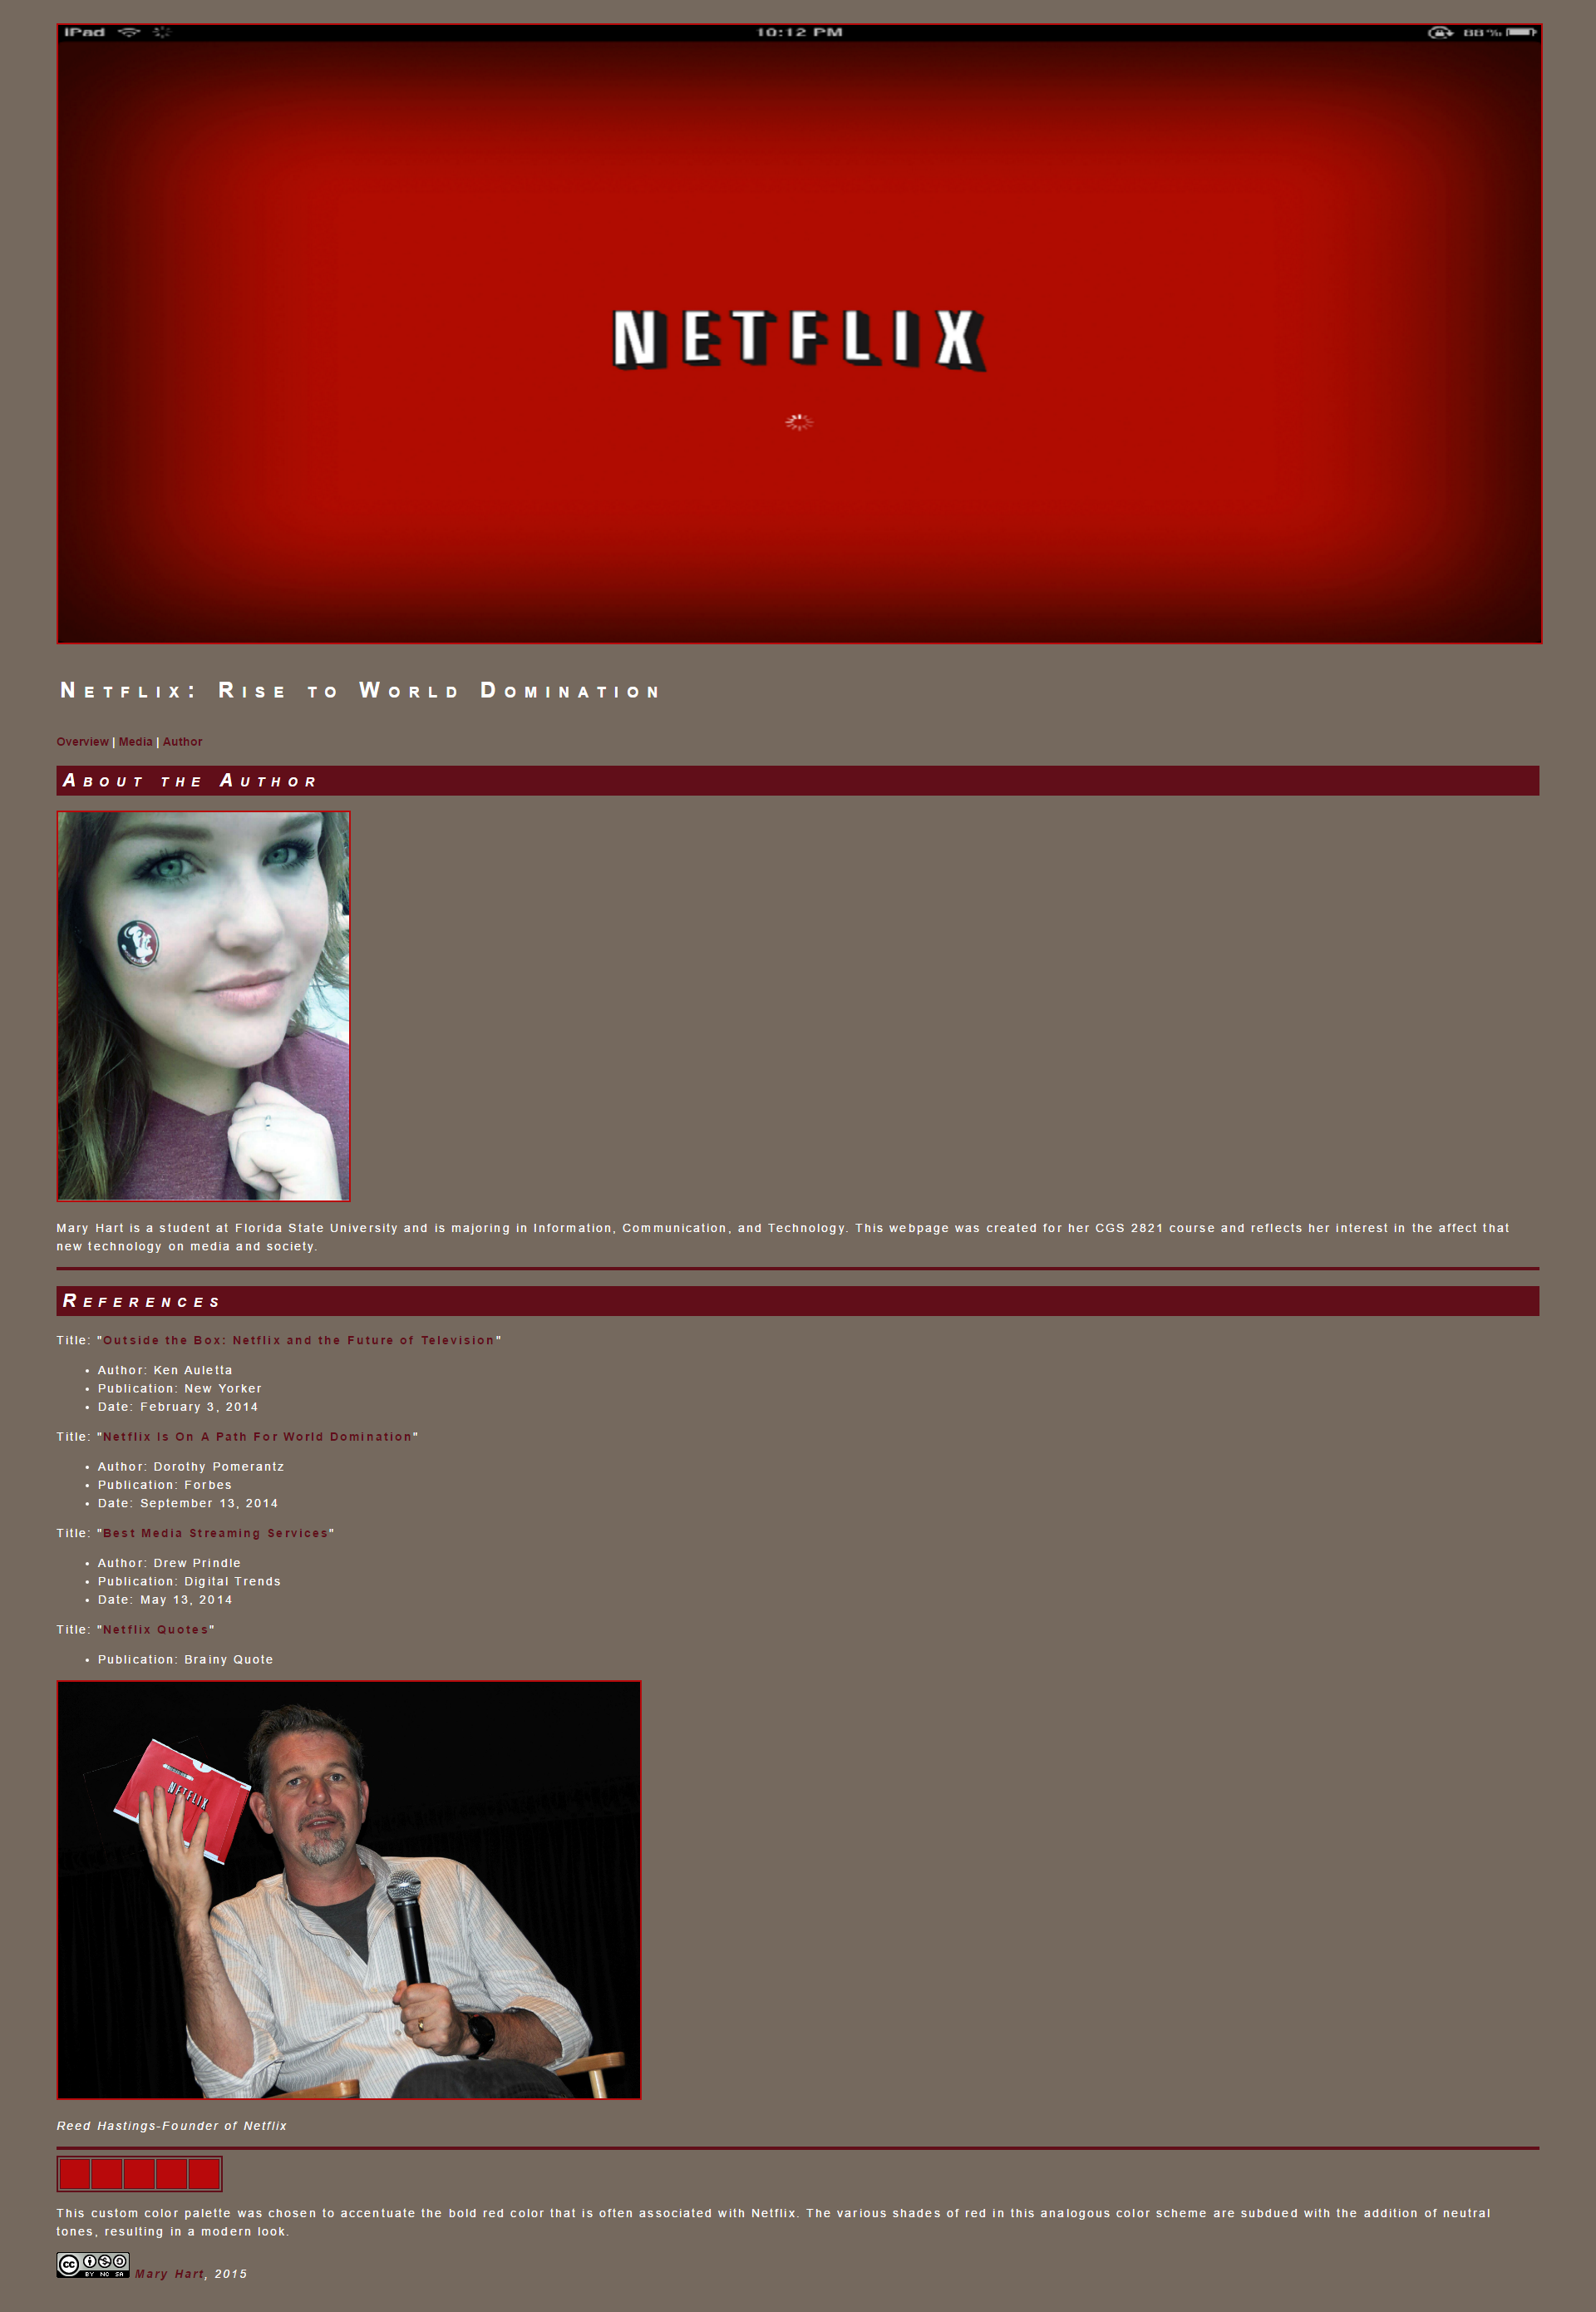 iPad 10:12 PM 88%
NETFLIX
Netflix: Rise to World Domination
Overview | Media | Author
About the Author
Mary Hart is a student at Florida State University and is majoring in Information, Communication, and Technology. This webpage was created for her CGS 2821 course and reflects her interest in the affect that
new technology on media and society.
References
Title: "Outside the Box: Netflix and the Future of Television"
• Author: Ken Auletta
• Publication: New Yorker
• Date: February 3, 2014
Title: "Netflix Is On A Path For World Domination"
• Author: Dorothy Pomerantz
• Publication: Forbes
• Date: September 13, 2014
Title: "Best Media Streaming Services"
• Author: Drew Prindle
• Publication: Digital Trends
• Date: May 13, 2014
Title: "Netflix Quotes"
• Publication: Brainy Quote
NETFLIX
Reed Hastings-Founder of Netflix
This custom color palette was chosen to accentuate the bold red color that is often associated with Netflix. The various shades of red in this analogous color scheme are subdued with the addition of neutral
tones, resulting in a modern look.
cc BY NC SA Mary Hart, 2015